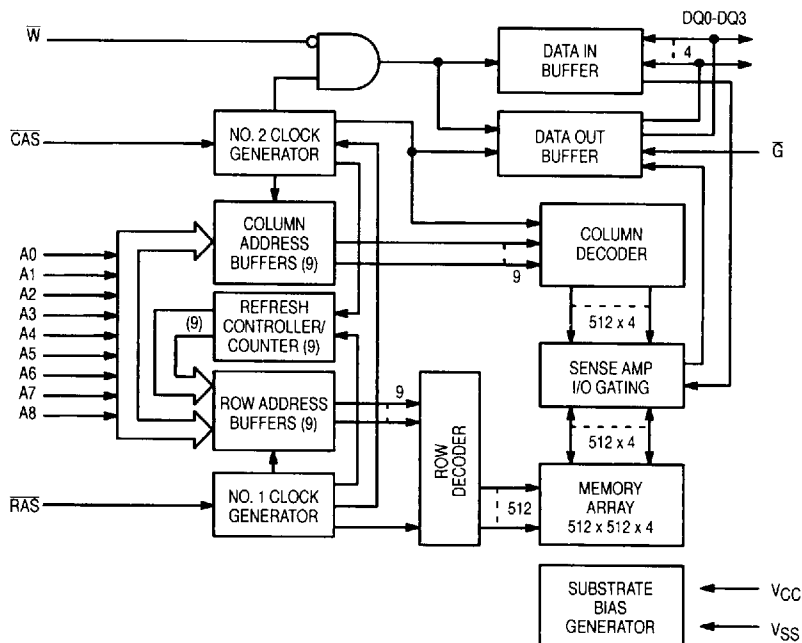 W̅
DQ0-DQ3
DATA IN
BUFFER
4
C̅A̅S̅
NO. 2 CLOCK
GENERATOR
DATA OUT
BUFFER
G̅
A0
A1
A2
A3
A4
A5
A6
A7
A8
COLUMN
ADDRESS
BUFFERS (9)
9
COLUMN
DECODER
(9)
REFRESH
CONTROLLER/
COUNTER (9)
512 x 4
SENSE AMP
I/O GATING
ROW ADDRESS
BUFFERS (9)
9
ROW
DECODER
512 x 4
R̅A̅S̅
NO. 1 CLOCK
GENERATOR
512
MEMORY
ARRAY
512 x 512 x 4
SUBSTRATE
BIAS
GENERATOR
VCC
VSS